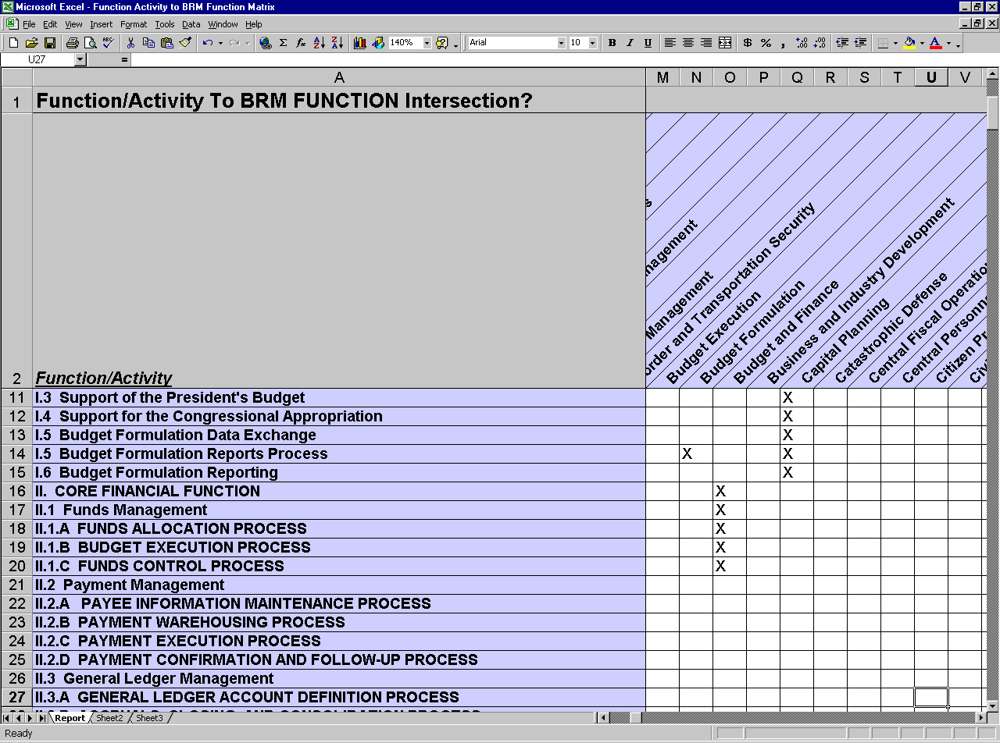 Microsoft Excel - Function Activity to BRM Function Matrix
File Edit View Insert Format Tools Data Window Help
140% Arial 10 B I U $ % ,
U27 =
A M N O P Q R S T U V
1 Function/Activity To BRM FUNCTION Intersection?
Management
and Transportation Security
Budget Execution
Budget Formulation
Budget and Finance
Business and Industry Development
Capital Planning
Catastrophic Defense
Central Fiscal
Central
Citizen
2 Function/Activity
11 I.3 Support of the President's Budget X
12 I.4 Support for the Congressional Appropriation X
13 I.5 Budget Formulation Data Exchange X
14 I.5 Budget Formulation Reports Process X X
15 I.6 Budget Formulation Reporting X
16 II. CORE FINANCIAL FUNCTION X
17 II.1 Funds Management X
18 II.1.A FUNDS ALLOCATION PROCESS X
19 II.1.B BUDGET EXECUTION PROCESS X
20 II.1.C FUNDS CONTROL PROCESS X
21 II.2 Payment Management
22 II.2.A PAYEE INFORMATION MAINTENANCE PROCESS
23 II.2.B PAYMENT WAREHOUSING PROCESS
24 II.2.C PAYMENT EXECUTION PROCESS
25 II.2.D PAYMENT CONFIRMATION AND FOLLOW-UP PROCESS
26 II.3 General Ledger Management
27 II.3.A GENERAL LEDGER ACCOUNT DEFINITION PROCESS
Report Sheet2 Sheet3
Ready